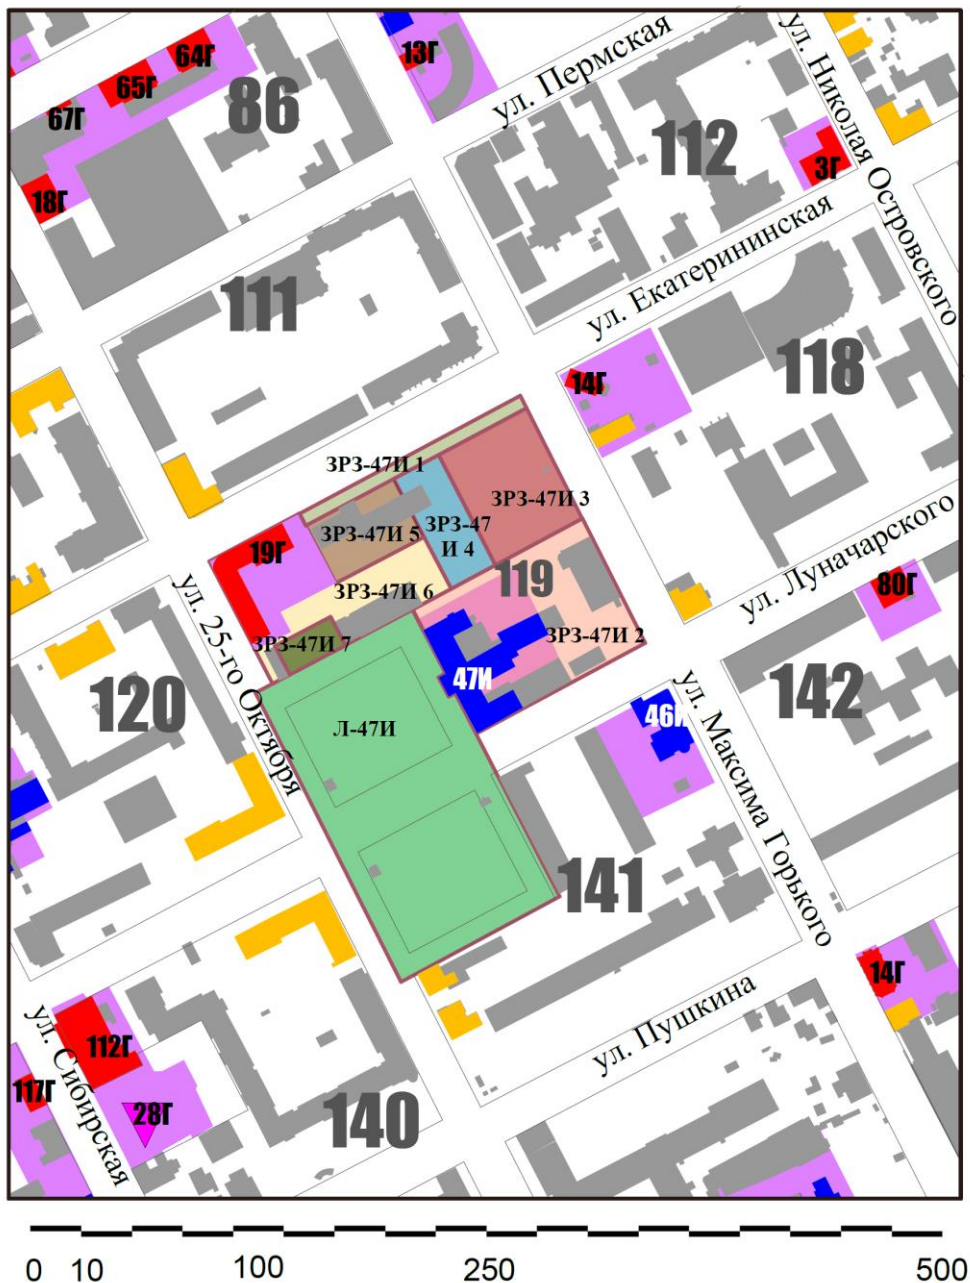 64Г
13Г
65Г
67Г
86
ул. Пермская
ул. Николая Островского
112
3Г
18Г
ул. Екатерининская
111
118
14Г
ЗРЗ-47И 1
ЗРЗ-47И 3
ЗРЗ-47
И 4
ЗРЗ-47И 5
19Г
119
ул. Луначарского
80Г
ЗРЗ-47И 6
ЗРЗ-47И 2
ЗРЗ-47И 7
47И
ул. 25-го Октября
120
142
46И
Л-47И
ул. Максима Горького
141
14Г
ул. Пушкина
ул. Сибирская
112Г
117Г
28Г
140
0 10 100 250 500